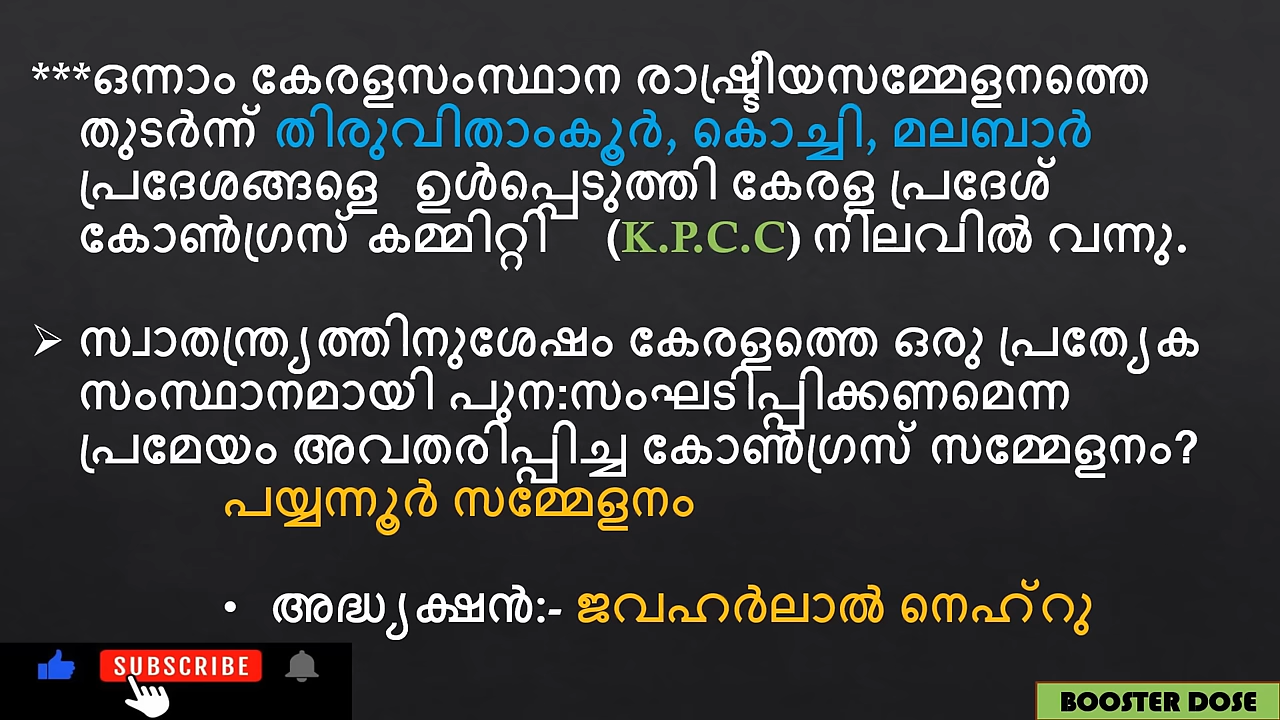 ***ഒന്നാം കേരളസംസ്ഥാന രാഷ്ട്രീയസമ്മേളനത്തെ
തുടർന്ന് തിരുവിതാംകൂർ, കൊച്ചി, മലബാർ
പ്രദേശങ്ങളെ ഉൾപ്പെടുത്തി കേരള പ്രദേശ്
കോൺഗ്രസ് കമ്മിറ്റി (K.P.C.C) നിലവിൽ വന്നു.
➢ സ്വാതന്ത്ര്യത്തിനുശേഷം കേരളത്തെ ഒരു പ്രത്യേക
സംസ്ഥാനമായി പുന:സംഘടിപ്പിക്കണമെന്ന
പ്രമേയം അവതരിപ്പിച്ച കോൺഗ്രസ് സമ്മേളനം?
പയ്യന്നൂർ സമ്മേളനം
• അദ്ധ്യക്ഷൻ:- ജവഹർലാൽ നെഹ്റു
SUBSCRIBE
BOOSTER DOSE